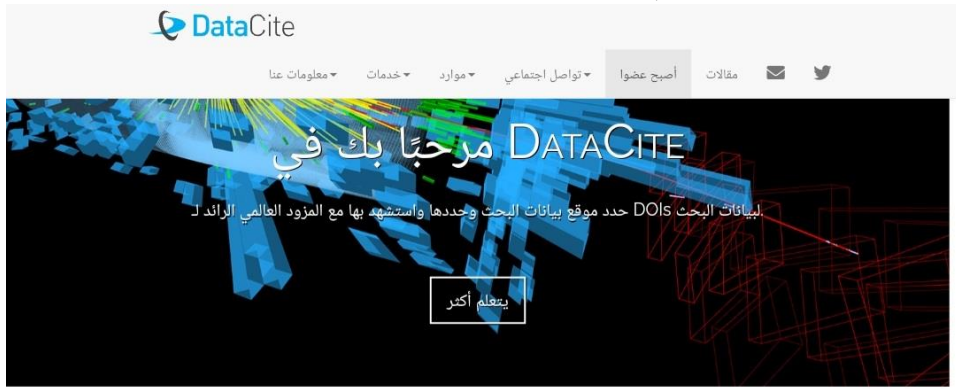 DataCite
معلومات عنا خدمات موارد تواصل اجتماعي أصبح عضوا مقالات
مرحبًا بك في DATACITE
حدد موقع بيانات البحث وحددها واستشهد بها مع المزود العالمي الرائد لـ DOIs لبيانات البحث.
يتعلم أكثر